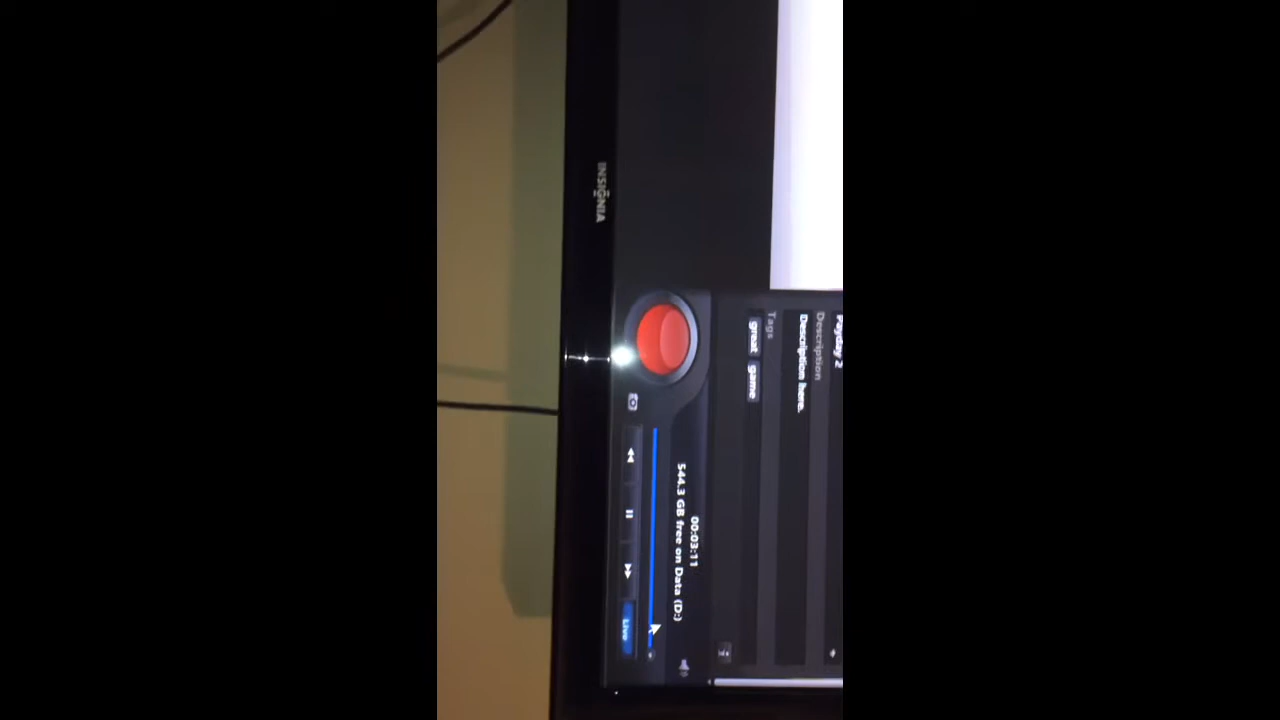 Payday 2
Description
Description here.
Tags
great game
00:03:11
544.3 GB free on Data (D:)
Live
INSIGNIA